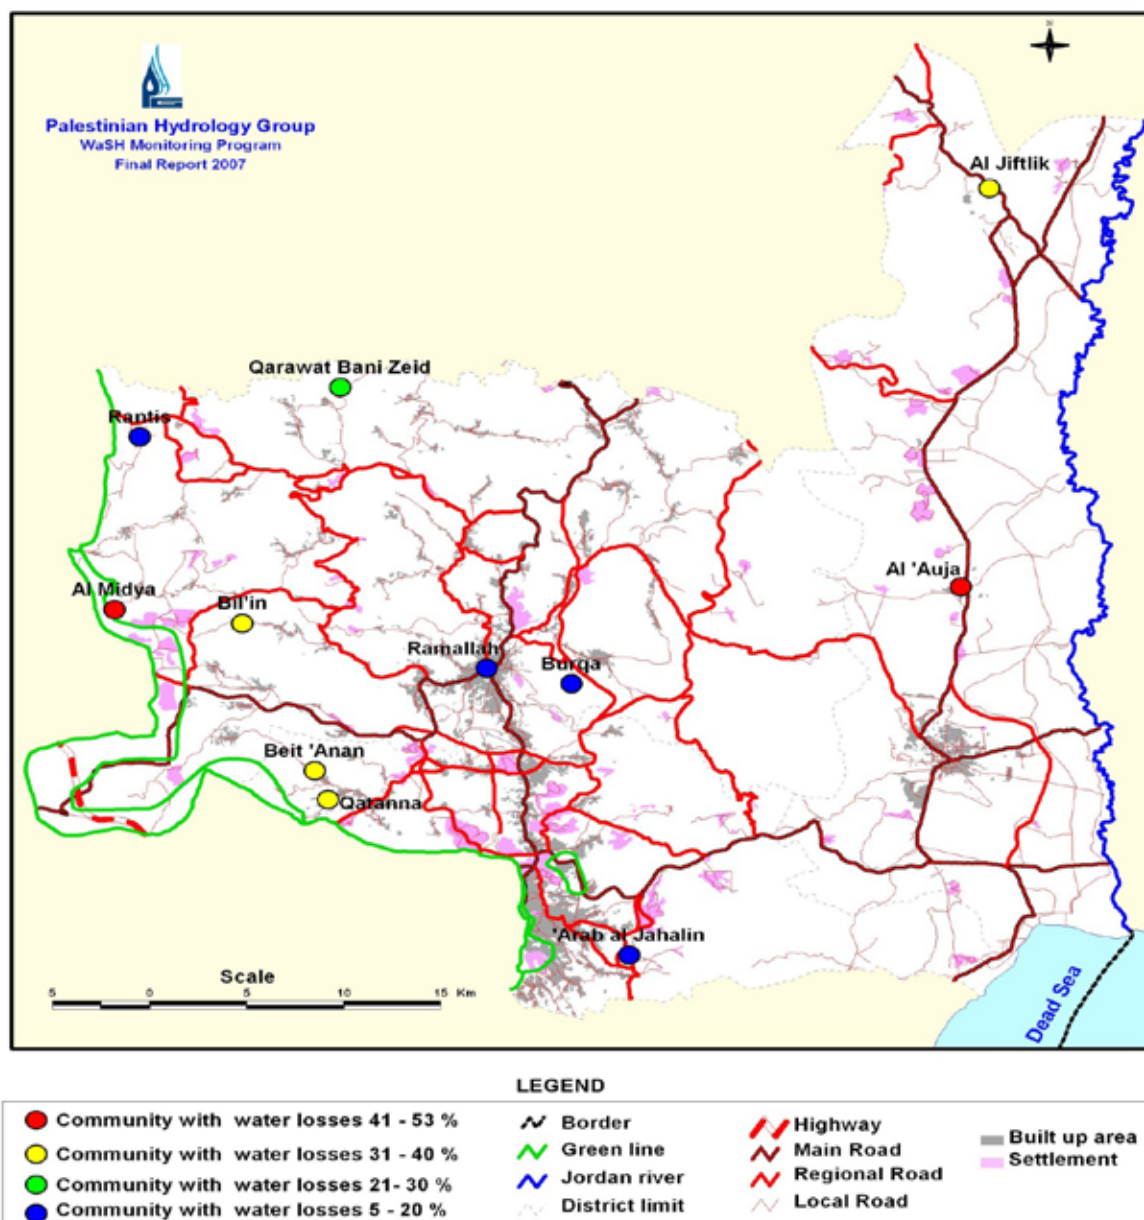 Palestinian Hydrology Group
WaSH Monitoring Program
Final Report 2007
Al Jiftlik
Qarawat Bani Zeid
Rantis
Al 'Auja
Al Midya
Bil'in
Ramallah
Burqa
Beit 'Anan
Qatanna
'Arab al Jahalin
Scale
5 0 10 15 Km
Dead Sea
LEGEND
Community with water losses 41 - 53 %
Community with water losses 31 - 40 %
Community with water losses 21- 30 %
Community with water losses 5 - 20 %
Border
Green line
Jordan river
District limit
Highway
Main Road
Regional Road
Local Road
Built up area
Settlement